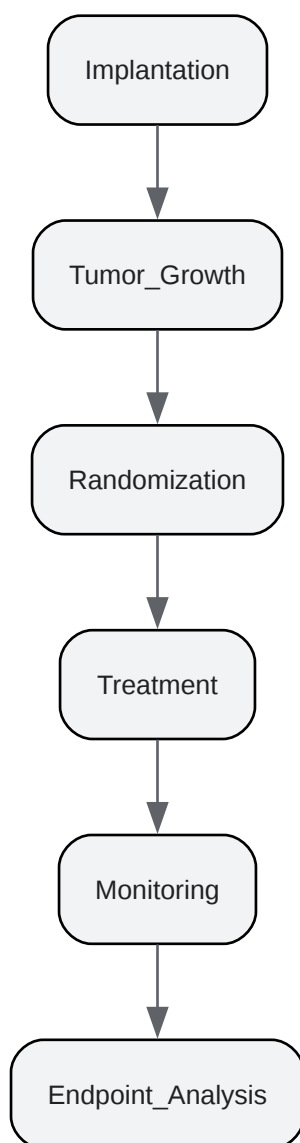 Implantation
Tumor_Growth
Randomization
Treatment
Monitoring
Endpoint_Analysis